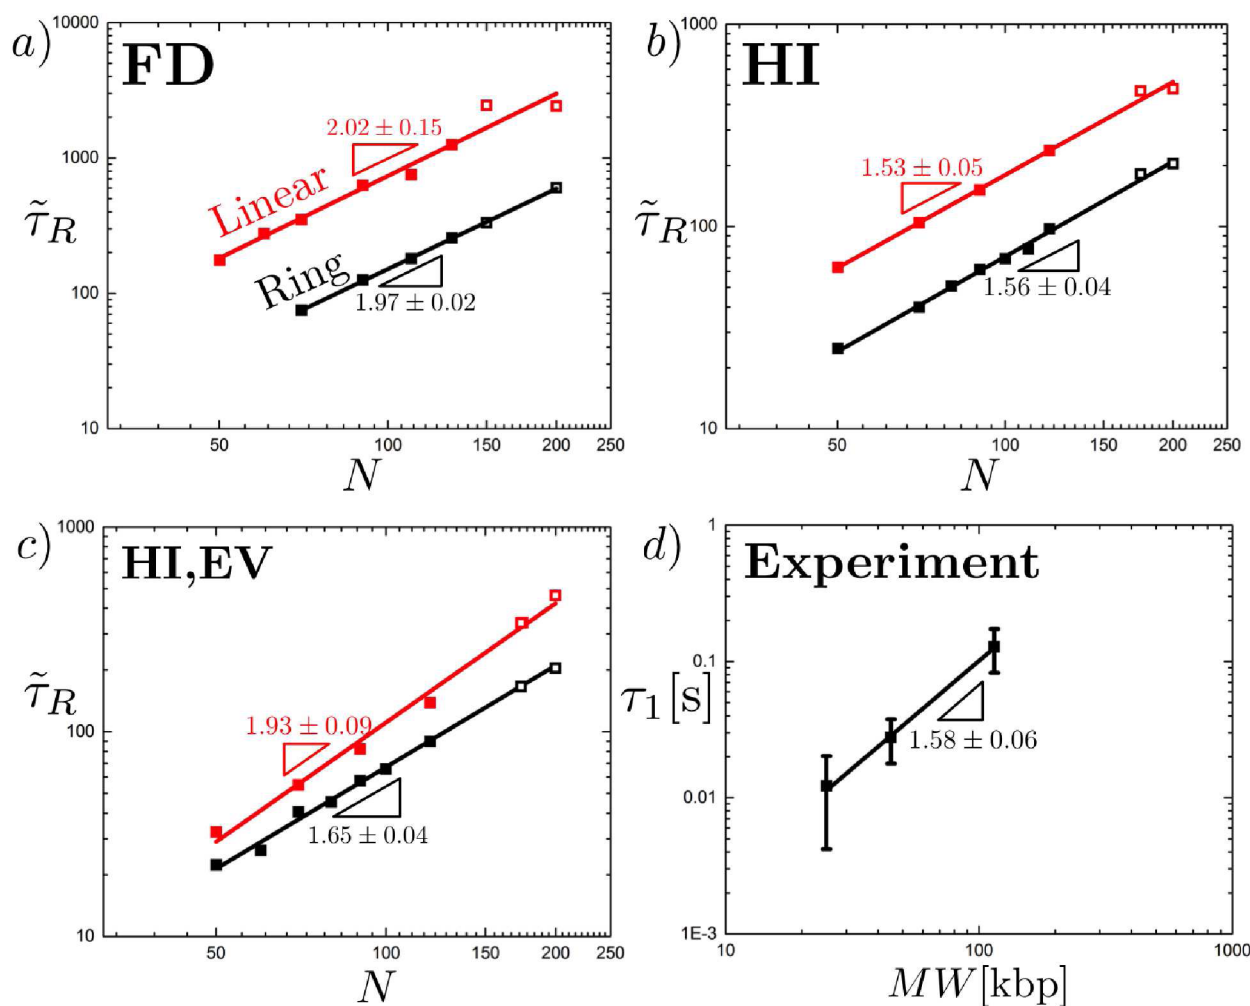 a)
FD
10000
1000
100
10
τ̃_R
2.02 ± 0.15
Linear
Ring
1.97 ± 0.02
50
100
150
200
250
N
b)
HI
1000
100
10
τ̃_R
1.53 ± 0.05
1.56 ± 0.04
50
100
150
200
250
N
c)
HI,EV
1000
100
10
τ̃_R
1.93 ± 0.09
1.65 ± 0.04
50
100
150
200
250
N
d)
Experiment
1
0.1
0.01
1E-3
τ₁[s]
1.58 ± 0.06
10
100
1000
MW[kbp]